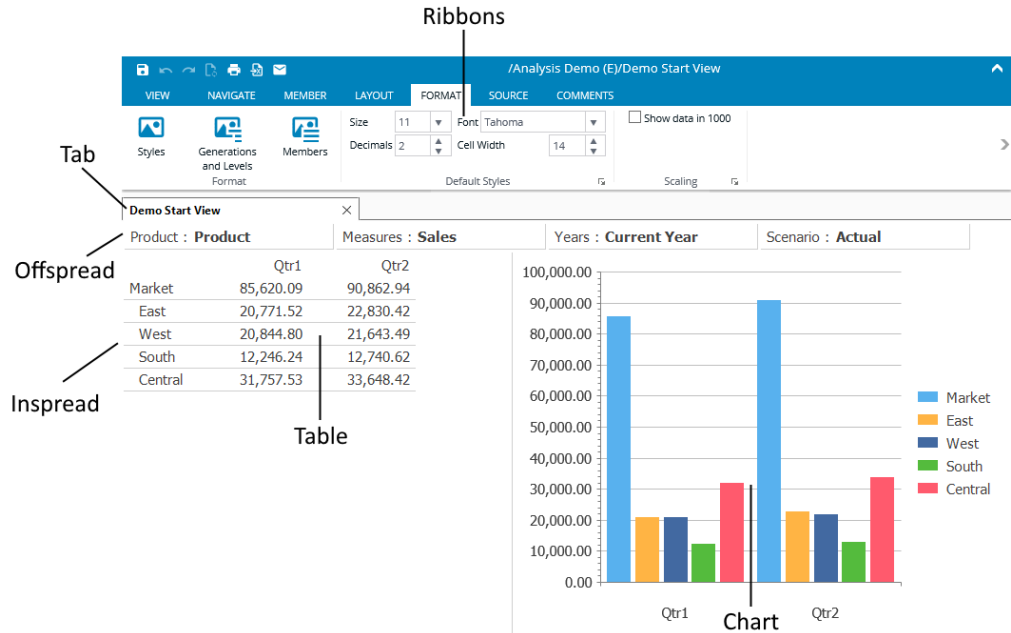 Ribbons
/Analysis Demo (E)/Demo Start View
VIEW NAVIGATE MEMBER LAYOUT FORMAT SOURCE COMMENTS
Size 11 Font Tahoma Show data in 1000
Styles Generations and Levels Members Decimals 2 Cell Width 14
Format Default Styles Scaling
Tab
Demo Start View
Product : Product Measures : Sales Years : Current Year Scenario : Actual
Offspread
Qtr1 Qtr2
Market 85,620.09 90,862.94
East 20,771.52 22,830.42
West 20,844.80 21,643.49
South 12,246.24 12,740.62
Central 31,757.53 33,648.42
Inspread
Table
100,000.00
90,000.00
80,000.00
70,000.00
60,000.00
50,000.00
40,000.00
30,000.00
20,000.00
10,000.00
0.00
Qtr1 Qtr2
Chart
Market
East
West
South
Central